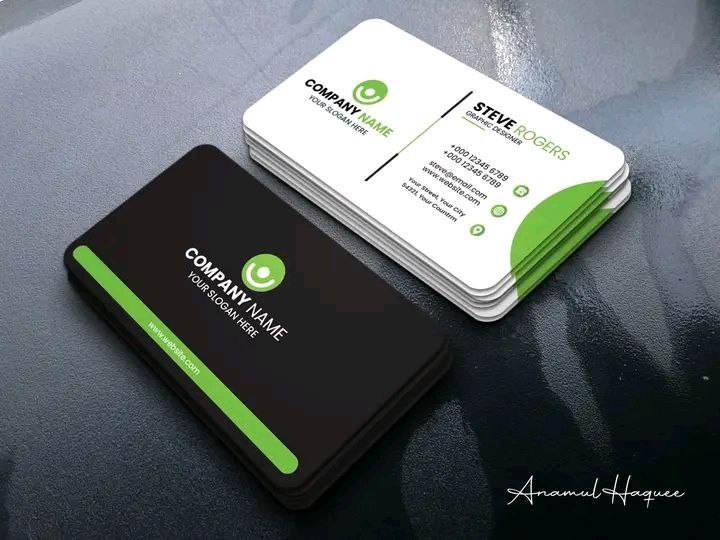 COMPANY NAME
YOUR SLOGAN HERE
STEVE ROGERS
GRAPHIC DESIGNER
+000 12345 6789
+000 12345 6789
steve@email.com
www.website.com
Your Street, Your City
54321, Your Countrm
COMPANY NAME
YOUR SLOGAN HERE
www.website.com
Anamul Haquee